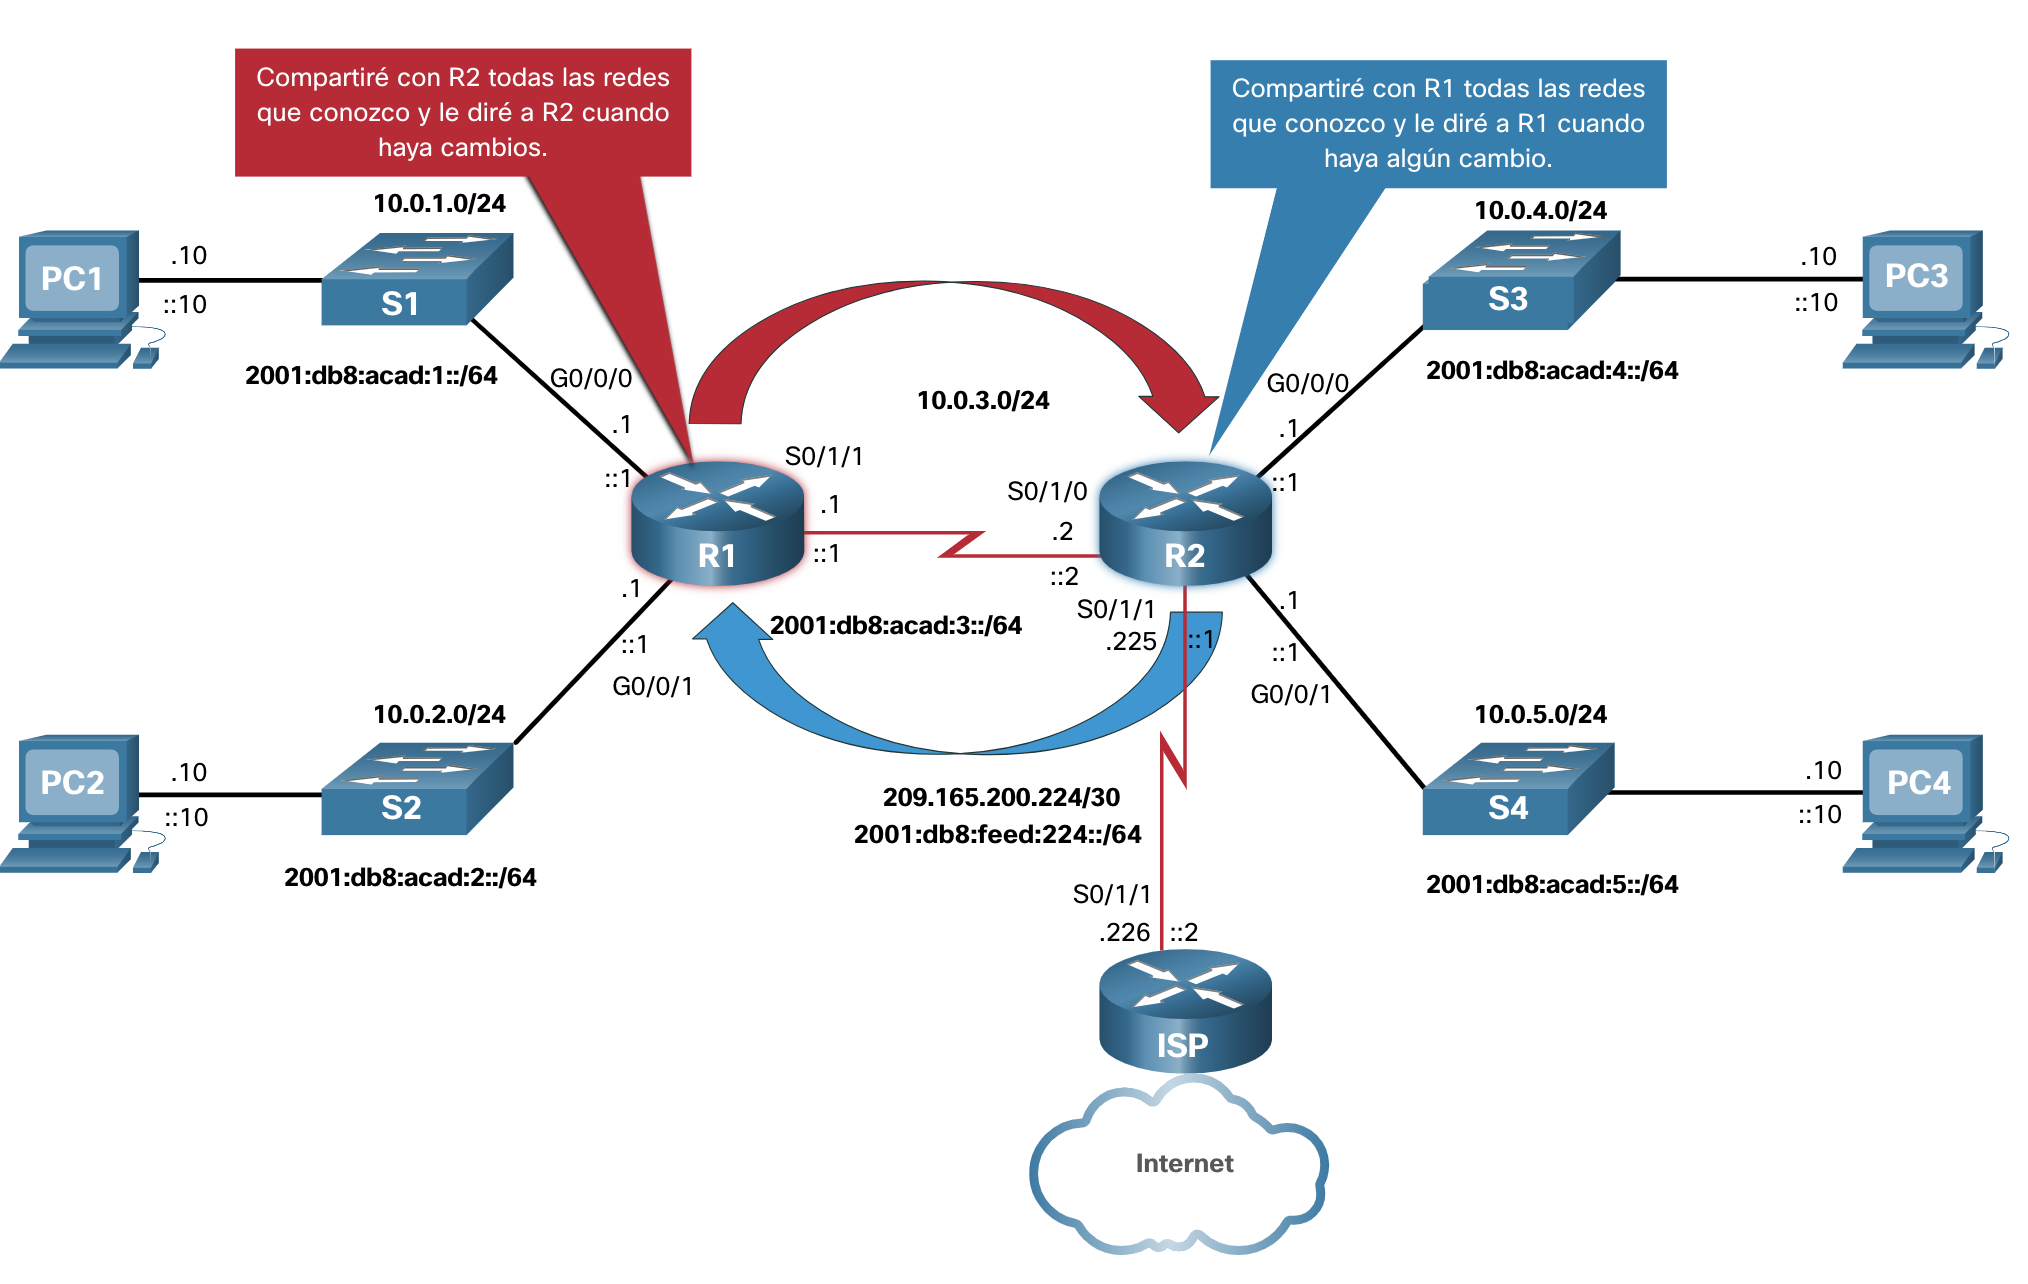 Compartiré con R2 todas las redes
que conozco y le diré a R2 cuando
haya cambios.
Compartiré con R1 todas las redes
que conozco y le diré a R1 cuando
haya algún cambio.
10.0.1.0/24
10.0.4.0/24
PC1
.10
::10
S1
S3
.10
::10
PC3
2001:db8:acad:1::/64
G0/0/0
.1
::1
10.0.3.0/24
G0/0/0
.1
::1
2001:db8:acad:4::/64
S0/1/1
.1
::1
R1
S0/1/0
.2
::2
R2
.1
::1
G0/0/1
2001:db8:acad:3::/64
S0/1/1
.225
::1
.1
::1
G0/0/1
10.0.2.0/24
10.0.5.0/24
PC2
.10
::10
S2
S4
.10
::10
PC4
209.165.200.224/30
2001:db8:feed:224::/64
2001:db8:acad:2::/64
2001:db8:acad:5::/64
S0/1/1
.226
::2
ISP
Internet